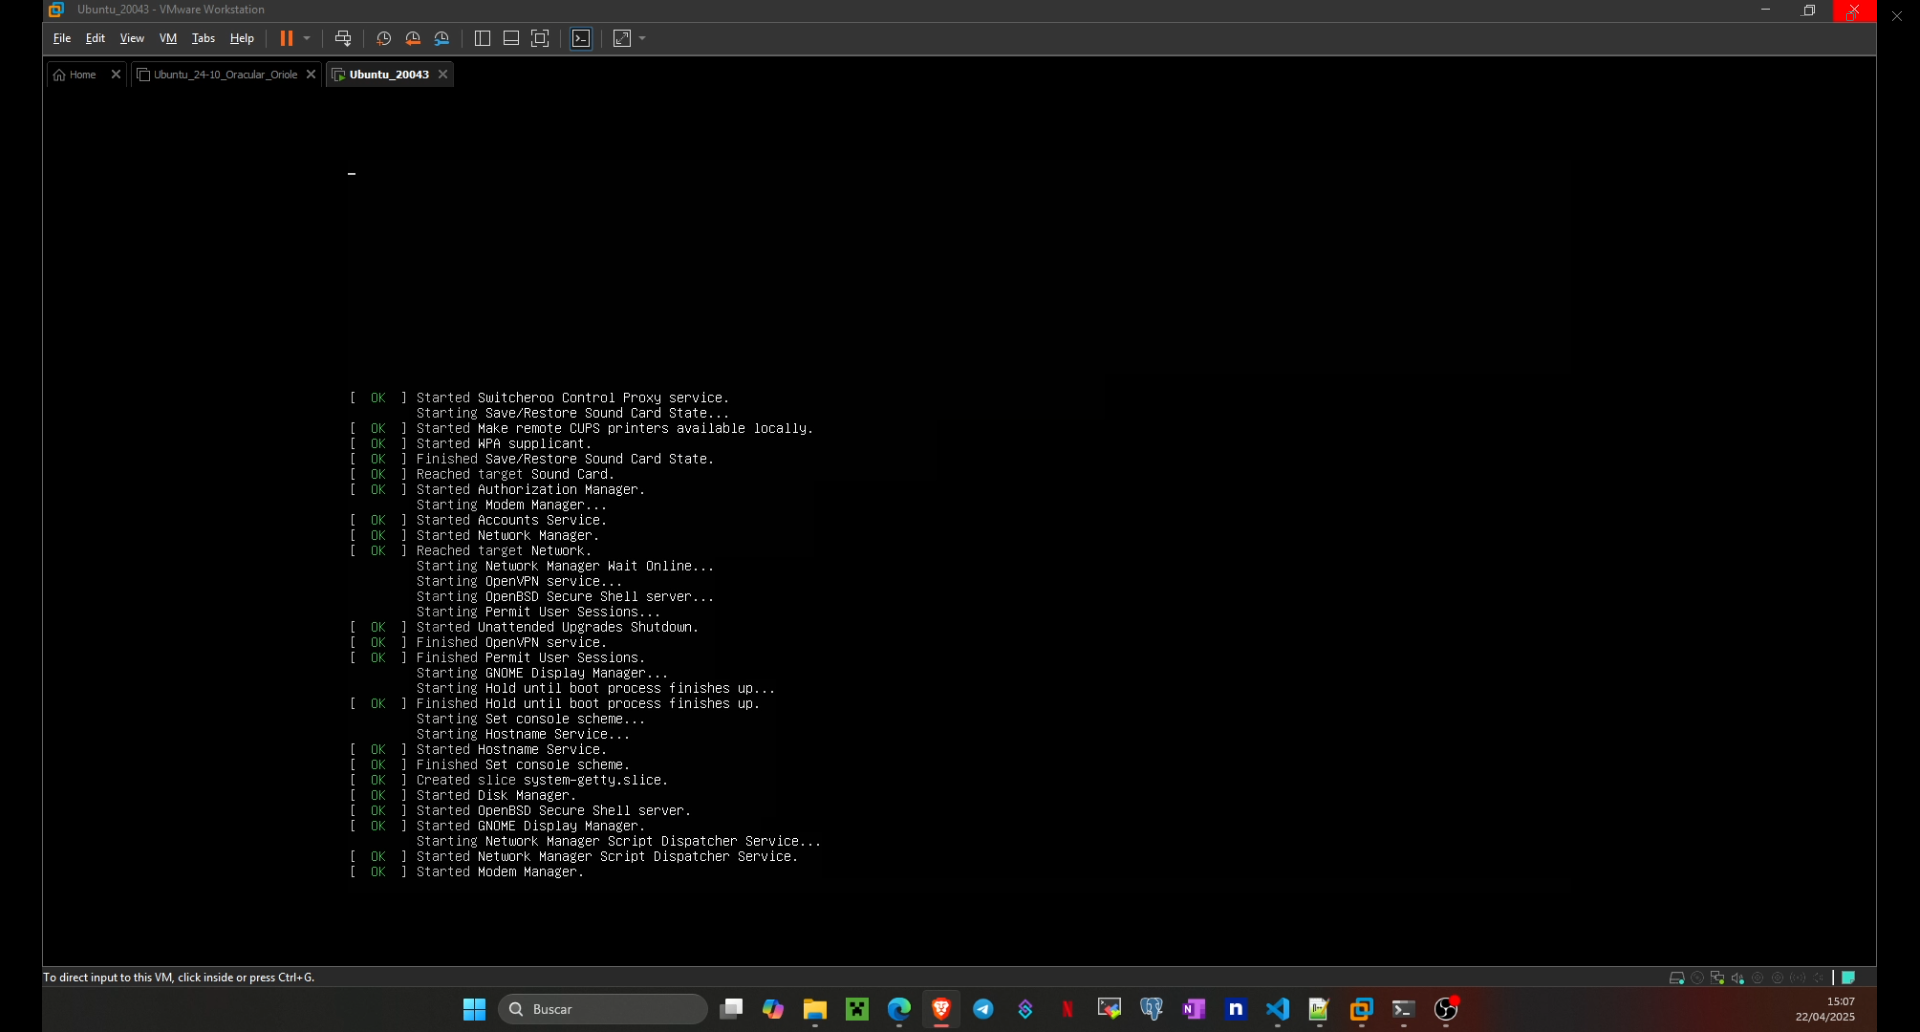 Ubuntu_20043 - VMware Workstation
File Edit View VM Tabs Help
Home Ubuntu_24-10_Oracular_Oriole Ubuntu_20043
[ OK ] Started Switcheroo Control Proxy service.
Starting Save/Restore Sound Card State...
[ OK ] Started Make remote CUPS printers available locally.
[ OK ] Started WPA supplicant.
[ OK ] Finished Save/Restore Sound Card State.
[ OK ] Reached target Sound Card.
[ OK ] Started Authorization Manager.
Starting Modem Manager...
[ OK ] Started Accounts Service.
[ OK ] Started Network Manager.
[ OK ] Reached target Network.
Starting Network Manager Wait Online...
Starting OpenVPN service...
Starting OpenBSD Secure Shell server...
Starting Permit User Sessions...
[ OK ] Started Unattended Upgrades Shutdown.
[ OK ] Finished OpenVPN service.
[ OK ] Finished Permit User Sessions.
Starting GNOME Display Manager...
Starting Hold until boot process finishes up...
[ OK ] Finished Hold until boot process finishes up.
Starting Set console scheme...
Starting Hostname Service...
[ OK ] Started Hostname Service.
[ OK ] Finished Set console scheme.
[ OK ] Created slice system-getty.slice.
[ OK ] Started Disk Manager.
[ OK ] Started OpenBSD Secure Shell server.
[ OK ] Started GNOME Display Manager.
Starting Network Manager Script Dispatcher Service...
[ OK ] Started Network Manager Script Dispatcher Service.
[ OK ] Started Modem Manager.
To direct input to this VM, click inside or press Ctrl+G.
Buscar
15:07
22/04/2025